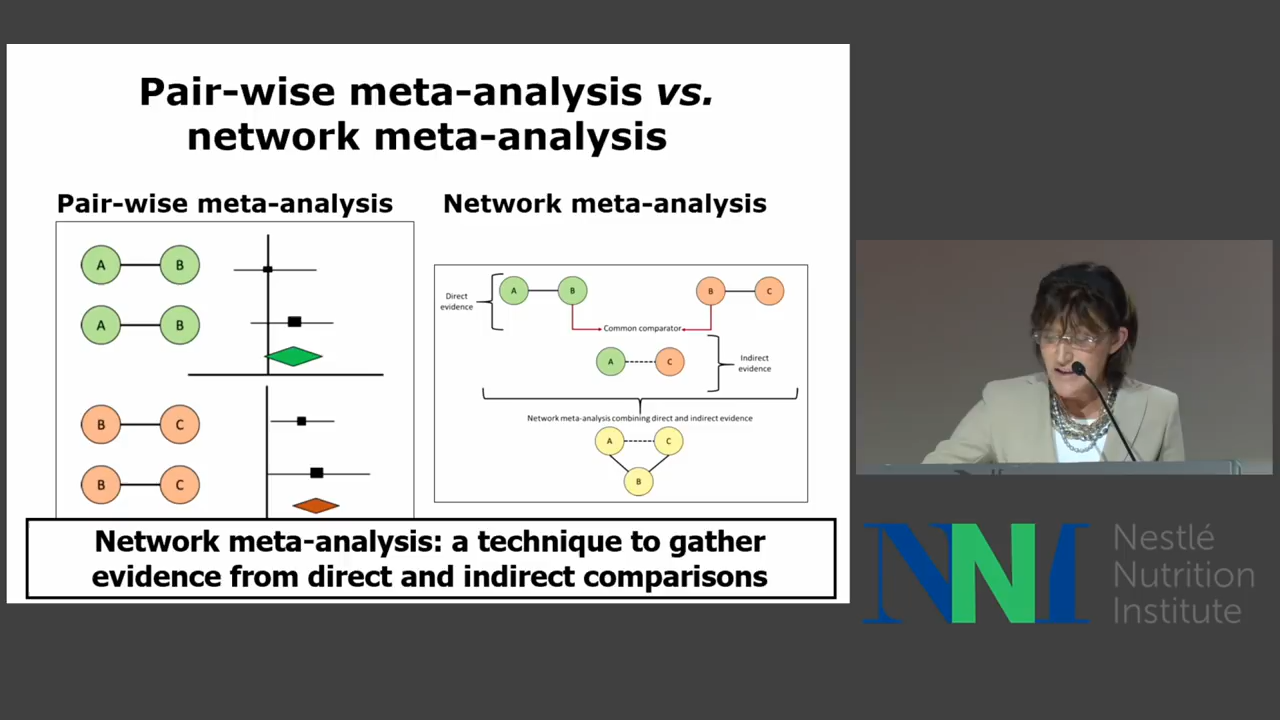 Pair-wise meta-analysis vs.
network meta-analysis
Pair-wise meta-analysis
Network meta-analysis
A B
A B
B C
B C
Direct
evidence
A B
B C
Common comparator
A C
Indirect
evidence
Network meta-analysis combining direct and indirect evidence
A C
B
Network meta-analysis: a technique to gather
evidence from direct and indirect comparisons
NNI
Nestlé
Nutrition
Institute